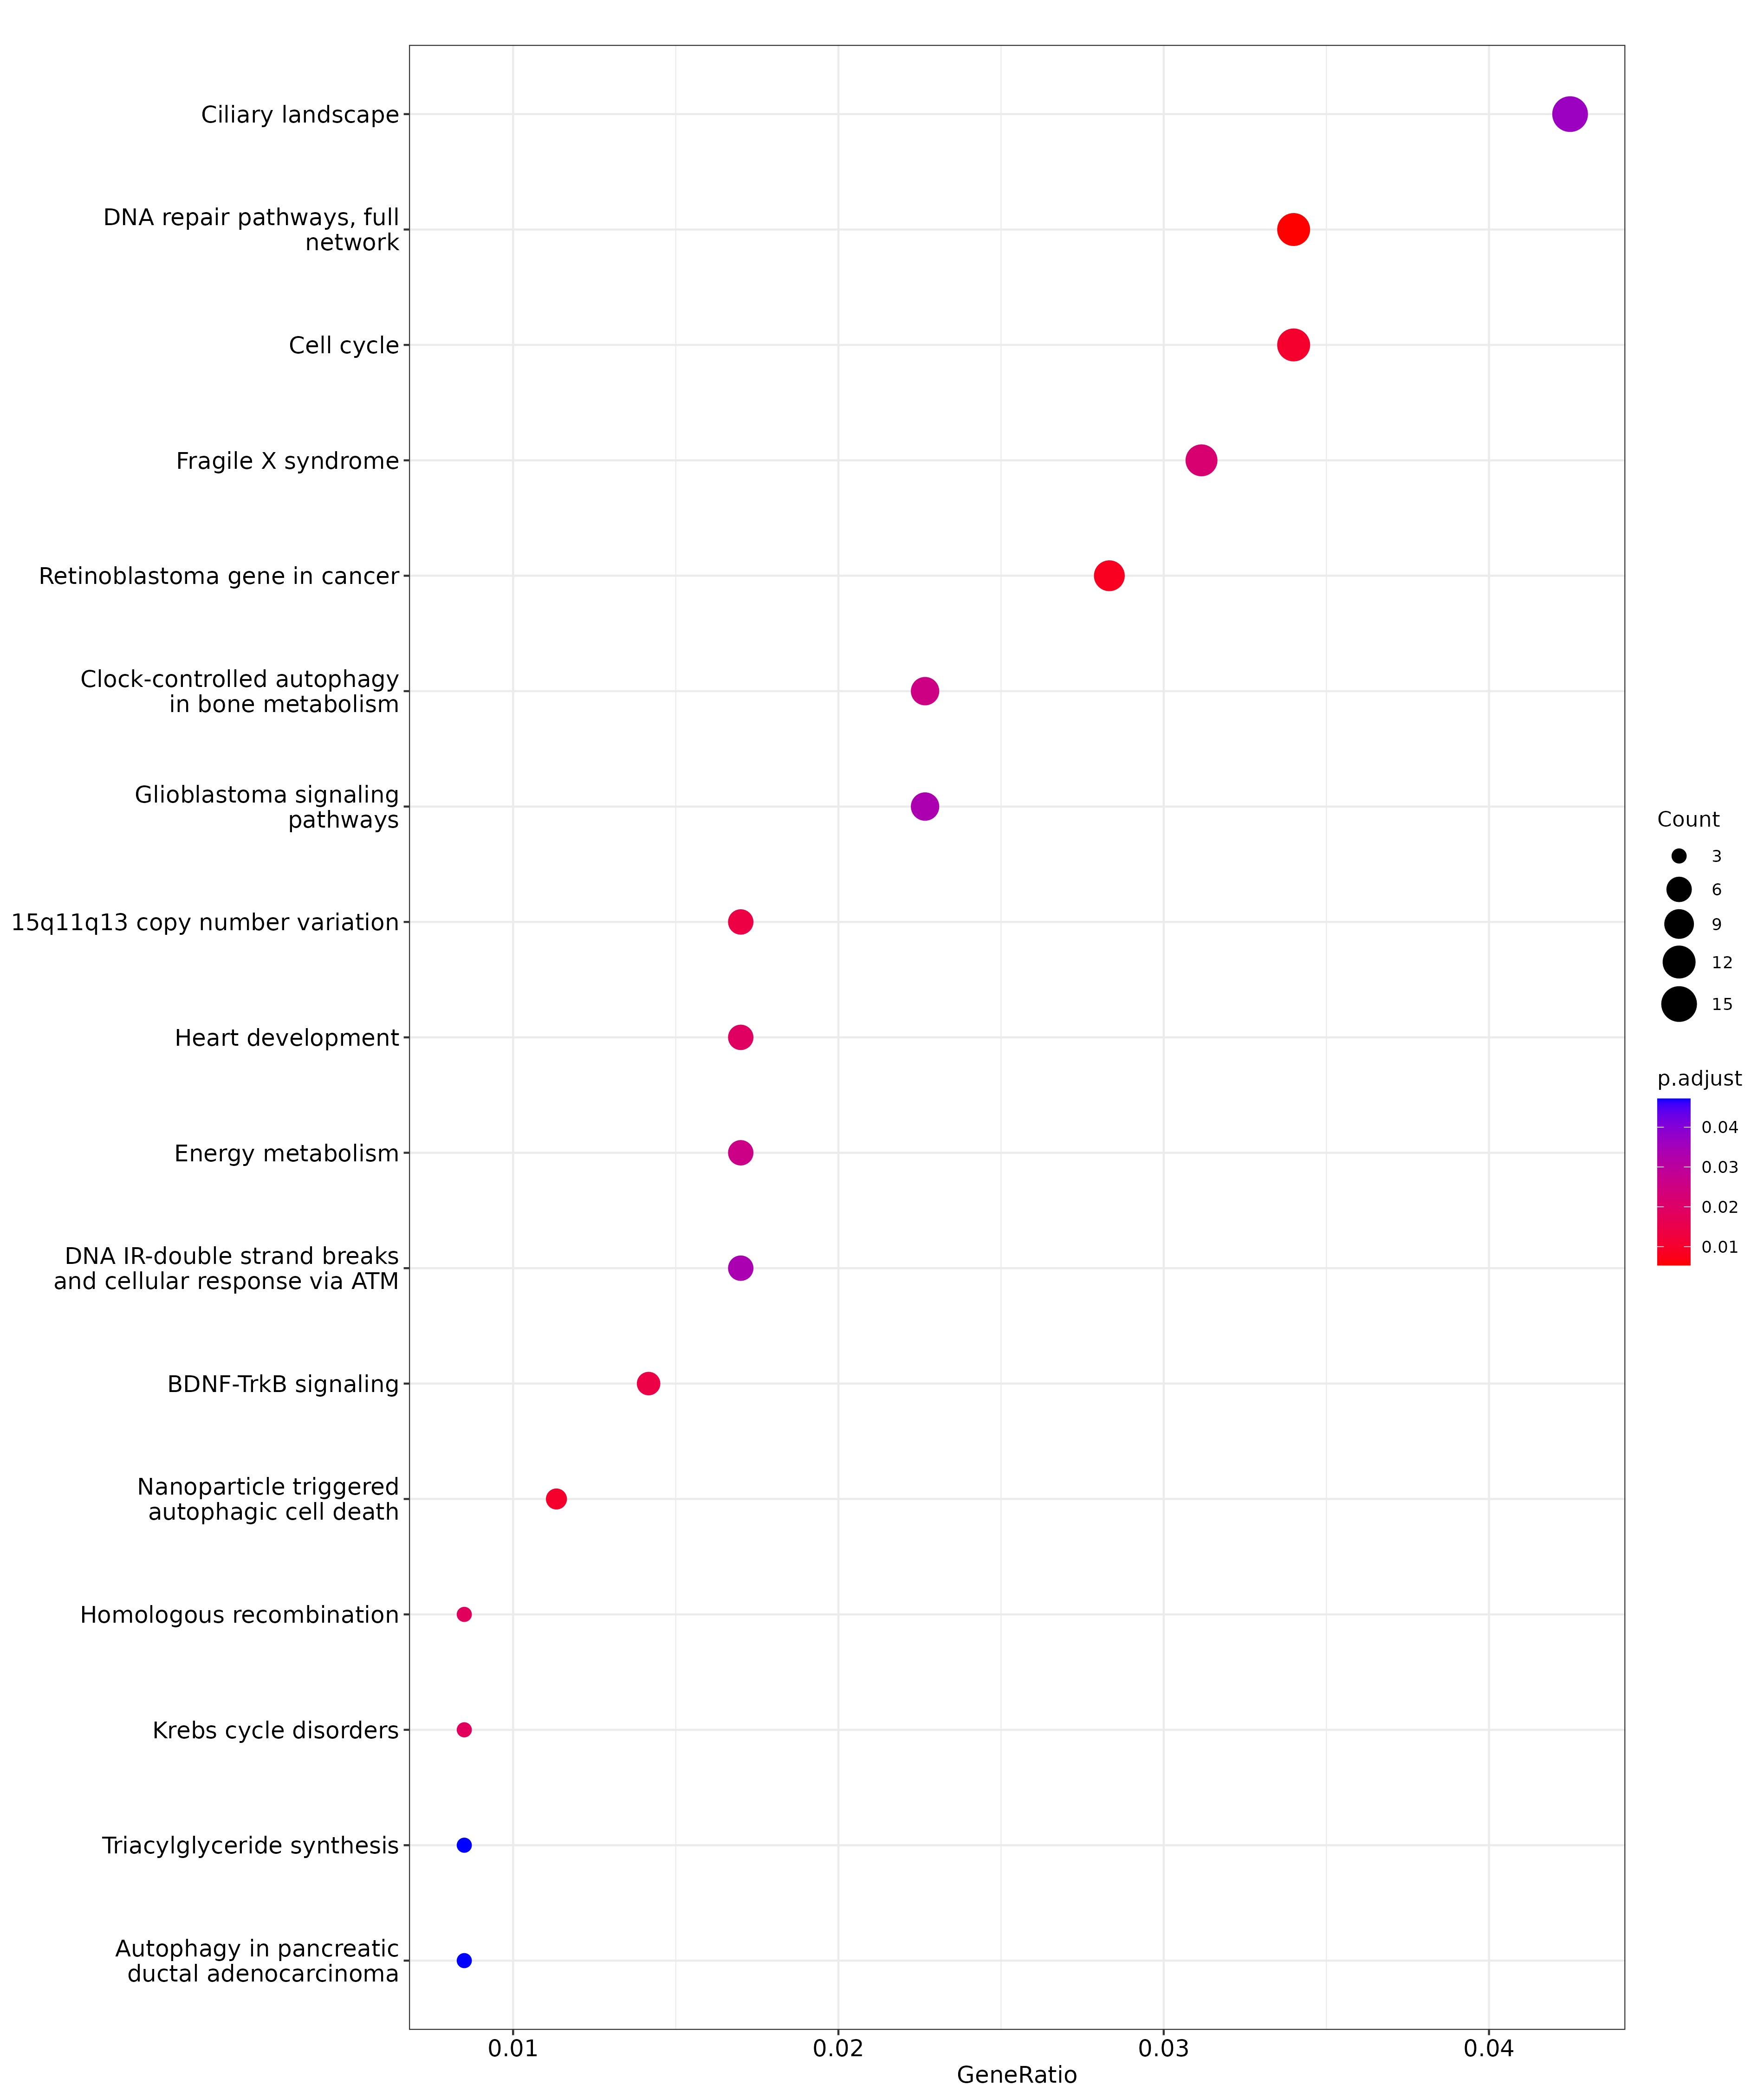 Ciliary landscape
DNA repair pathways, full
network
Cell cycle
Fragile X syndrome
Retinoblastoma gene in cancer
Clock-controlled autophagy
in bone metabolism
Glioblastoma signaling
pathways
15q11q13 copy number variation
Heart development
Energy metabolism
DNA IR-double strand breaks
and cellular response via ATM
BDNF-TrkB signaling
Nanoparticle triggered
autophagic cell death
Homologous recombination
Krebs cycle disorders
Triacylglyceride synthesis
Autophagy in pancreatic
ductal adenocarcinoma
0.01 0.02 0.03 0.04
GeneRatio
Count
3
6
9
12
15
p.adjust
0.04
0.03
0.02
0.01